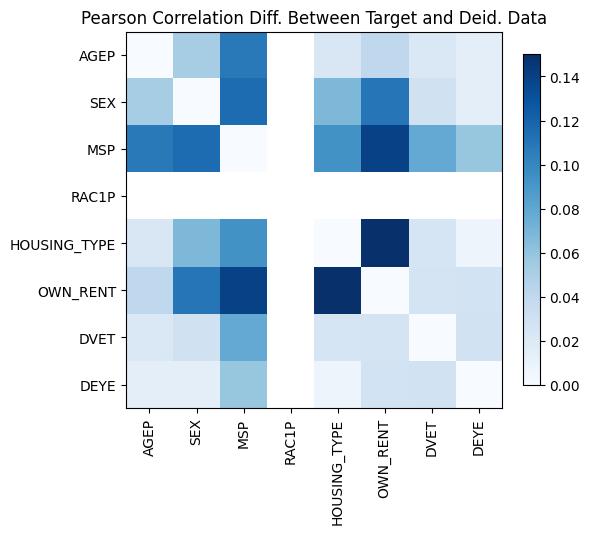 Pearson Correlation Diff. Between Target and Deid. Data
AGEP
SEX
MSP
RAC1P
HOUSING_TYPE
OWN_RENT
DVET
DEYE
AGEP
SEX
MSP
RAC1P
HOUSING_TYPE
OWN_RENT
DVET
DEYE
0.14
0.12
0.10
0.08
0.06
0.04
0.02
0.00